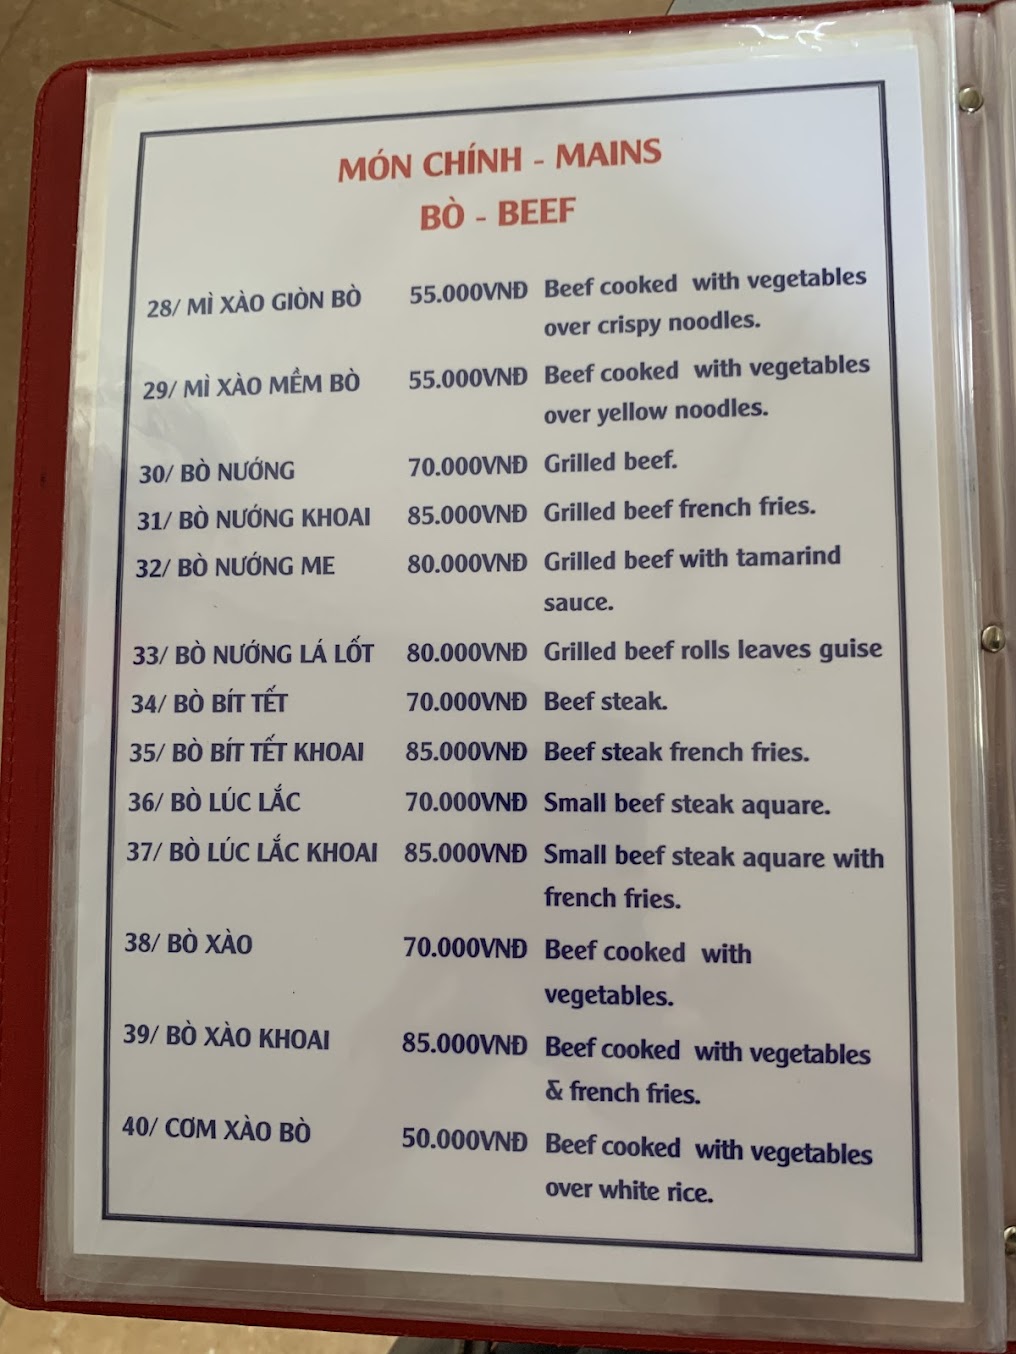 MÓN CHÍNH - MAINS
BÒ - BEEF
28/ MÌ XÀO GIÒN BÒ 55.000VNĐ Beef cooked with vegetables
over crispy noodles.
29/ MÌ XÀO MỀM BÒ 55.000VNĐ Beef cooked with vegetables
over yellow noodles.
30/ BÒ NƯỚNG 70.000VNĐ Grilled beef.
31/ BÒ NƯỚNG KHOAI 85.000VNĐ Grilled beef french fries.
32/ BÒ NƯỚNG ME 80.000VNĐ Grilled beef with tamarind
sauce.
33/ BÒ NƯỚNG LÁ LỐT 80.000VNĐ Grilled beef rolls leaves guise
34/ BÒ BÍT TẾT 70.000VNĐ Beef steak.
35/ BÒ BÍT TẾT KHOAI 85.000VNĐ Beef steak french fries.
36/ BÒ LÚC LẮC 70.000VNĐ Small beef steak aquare.
37/ BÒ LÚC LẮC KHOAI 85.000VNĐ Small beef steak aquare with
french fries.
38/ BÒ XÀO 70.000VNĐ Beef cooked with
vegetables.
39/ BÒ XÀO KHOAI 85.000VNĐ Beef cooked with vegetables
& french fries.
40/ CƠM XÀO BÒ 50.000VNĐ Beef cooked with vegetables
over white rice.